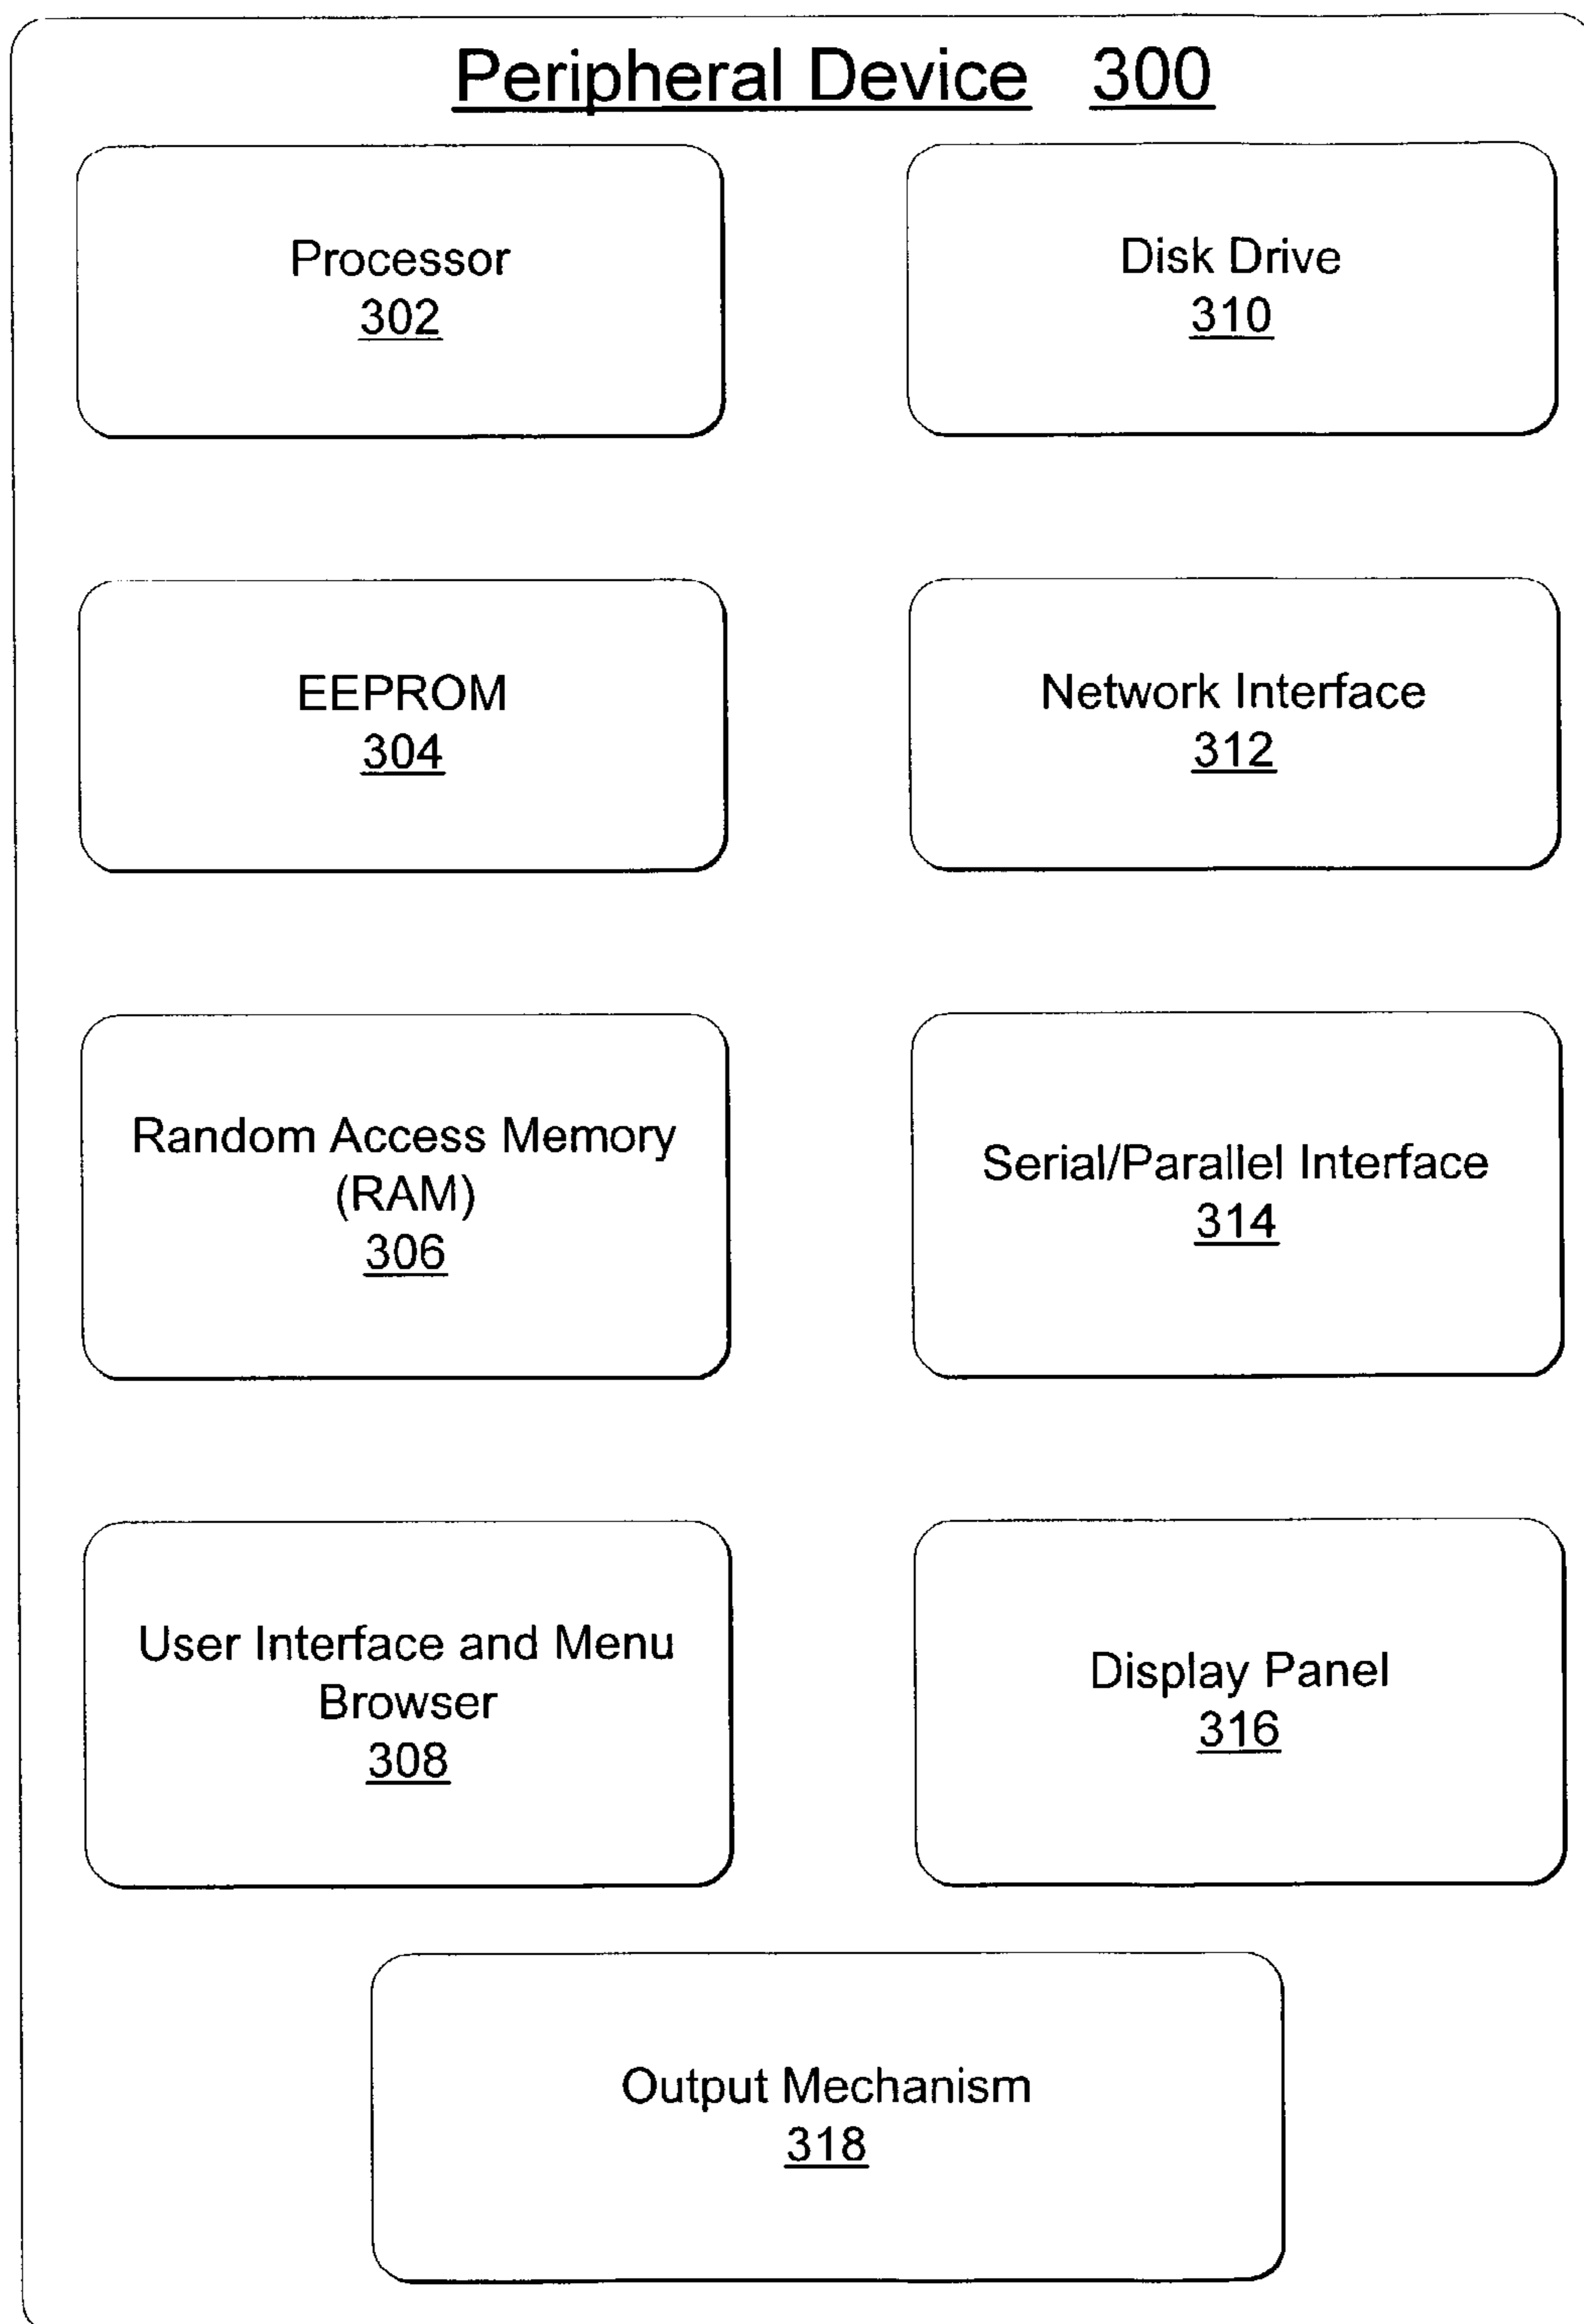 Peripheral Device 300
Processor
302
Disk Drive
310
EEPROM
304
Network Interface
312
Random Access Memory
(RAM)
306
Serial/Parallel Interface
314
User Interface and Menu
Browser
308
Display Panel
316
Output Mechanism
318